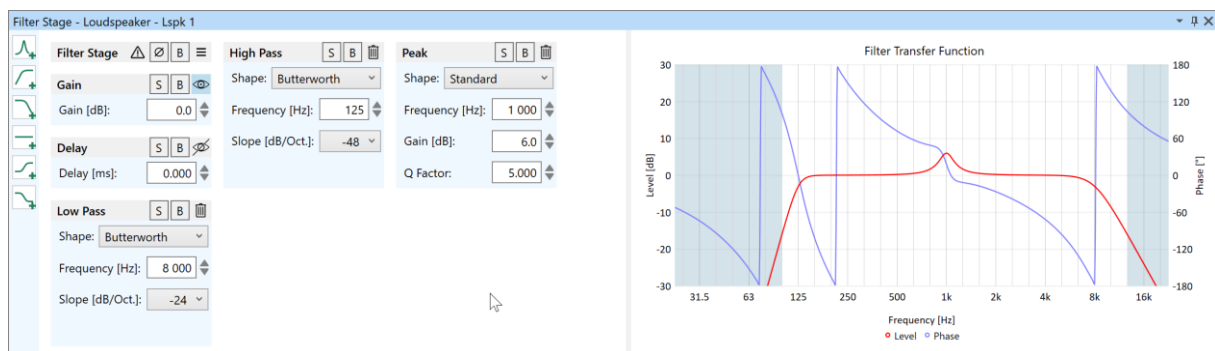 Filter Stage - Loudspeaker - Lspk 1
Filter Stage B
Gain S B
Gain [dB]: 0.0
Delay S B
Delay [ms]: 0.000
Low Pass S B
Shape: Butterworth
Frequency [Hz]: 8 000
Slope [dB/Oct.]: -24
High Pass S B
Shape: Butterworth
Frequency [Hz]: 125
Slope [dB/Oct.]: -48
Peak S B
Shape: Standard
Frequency [Hz]: 1 000
Gain [dB]: 6.0
Q Factor: 5.000
Filter Transfer Function
Level [dB]
30
20
10
0
-10
-20
-30
180
120
60
0
-60
-120
-180
Phase [°]
31.5 63 125 250 500 1k 2k 4k 8k 16k
Frequency [Hz]
Level Phase